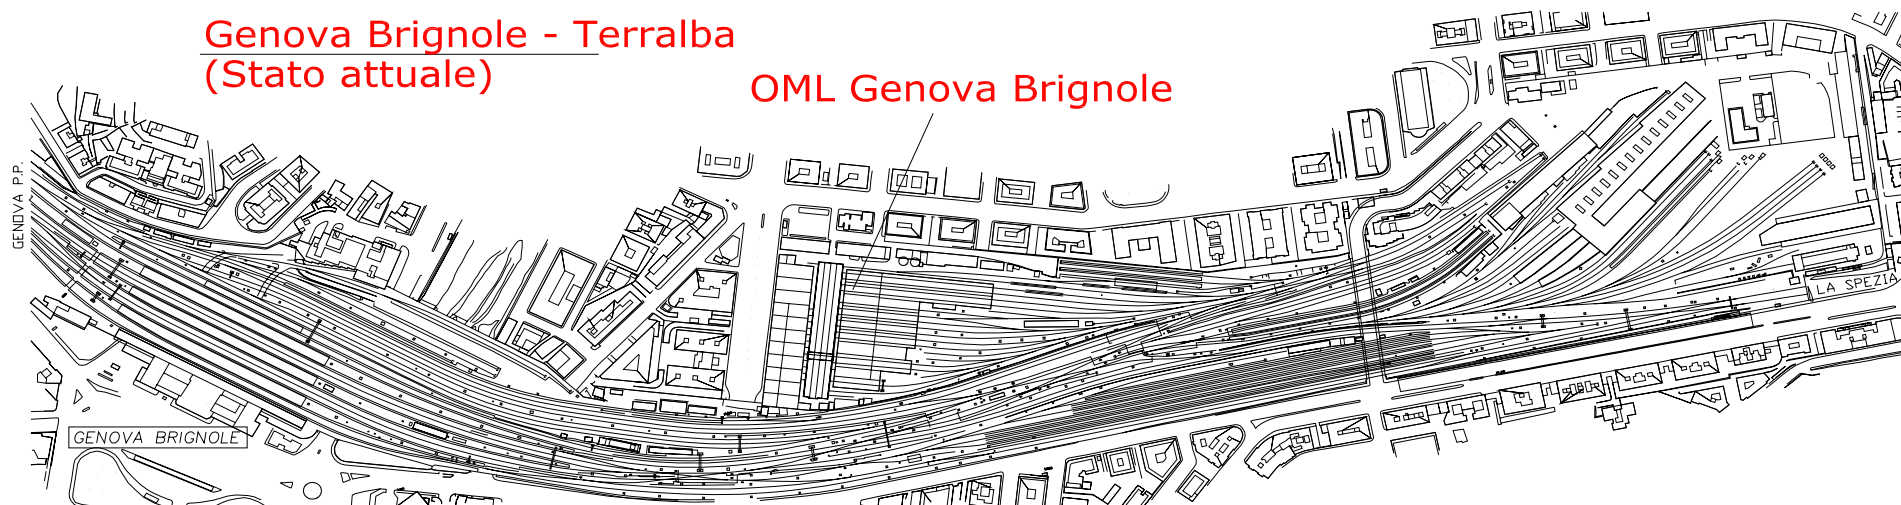 Genova Brignole - Terralba
(Stato attuale)
OML Genova Brignole
GENOVA P.P.
LA SPEZIA
GENOVA BRIGNOLE